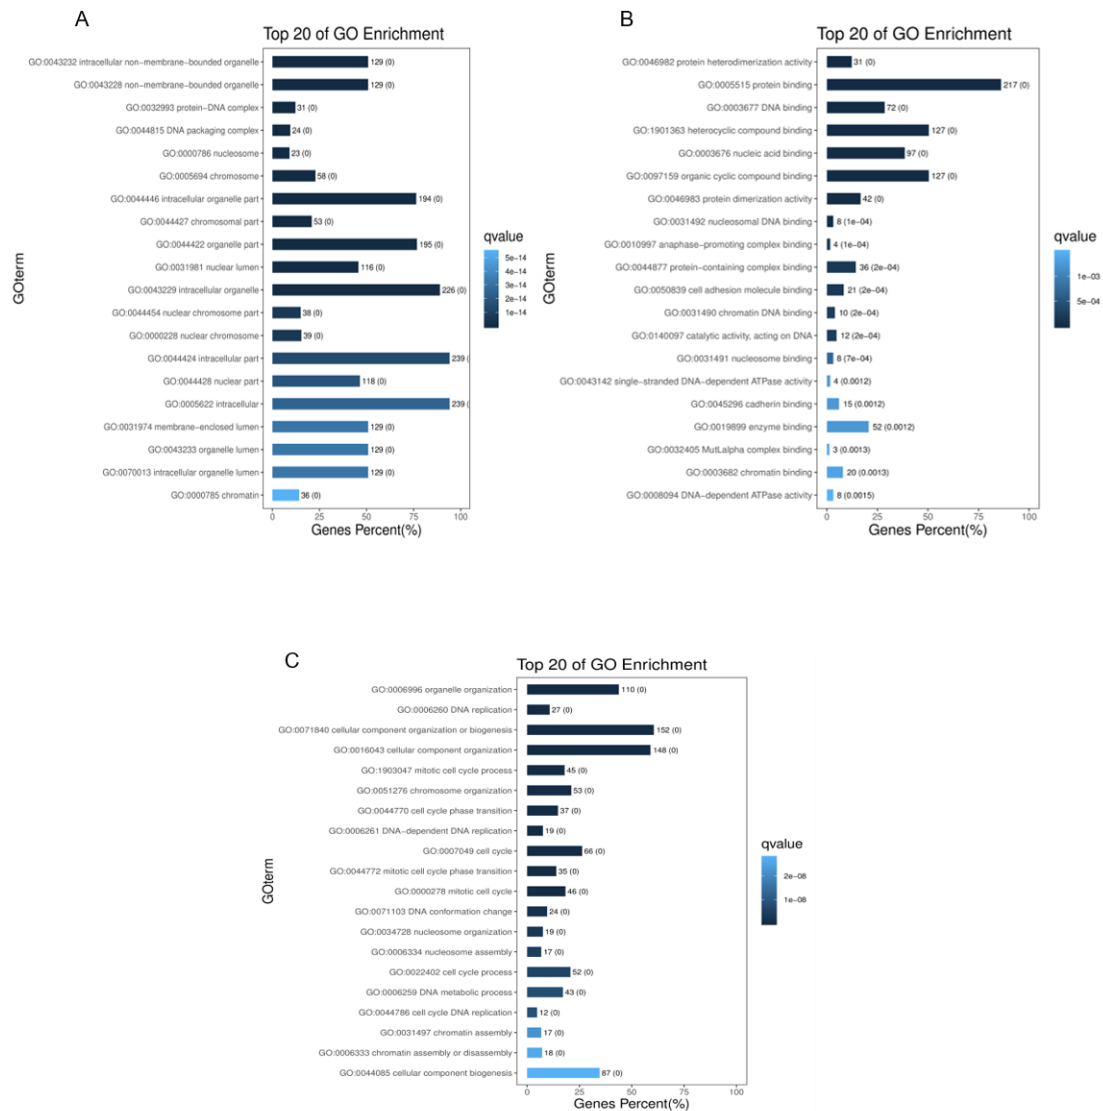 A
Top 20 of GO Enrichment
GO:0043232 intracellular non-membrane-bounded organelle 129 (0)
GO:0043228 non-membrane-bounded organelle 129 (0)
GO:0032993 protein-DNA complex 31 (0)
GO:0044815 DNA packaging complex 24 (0)
GO:0000786 nucleosome 23 (0)
GO:0005694 chromosome 58 (0)
GO:0044446 intracellular organelle part 194 (0)
GO:0044427 chromosomal part 53 (0)
GO:0044422 organelle part 195 (0)
GO:0031981 nuclear lumen 116 (0)
GO:0043229 intracellular organelle 226 (0)
GO:0044454 nuclear chromosome part 38 (0)
GO:0000228 nuclear chromosome 39 (0)
GO:0044424 intracellular part 239 (
GO:0044428 nuclear part 118 (0)
GO:0005622 intracellular 239 (
GO:0031974 membrane-enclosed lumen 129 (0)
GO:0043233 organelle lumen 129 (0)
GO:0070013 intracellular organelle lumen 129 (0)
GO:0000785 chromatin 36 (0)
0 25 50 75 100
Genes Percent(%)
GOterm
qvalue
5e-14
4e-14
3e-14
2e-14
1e-14
B
Top 20 of GO Enrichment
GO:0046982 protein heterodimerization activity 31 (0)
GO:0005515 protein binding 217 (0)
GO:0003677 DNA binding 72 (0)
GO:1901363 heterocyclic compound binding 127 (0)
GO:0003676 nucleic acid binding 97 (0)
GO:0097159 organic cyclic compound binding 127 (0)
GO:0046983 protein dimerization activity 42 (0)
GO:0031492 nucleosomal DNA binding 8 (1e-04)
GO:0010997 anaphase-promoting complex binding 4 (1e-04)
GO:0044877 protein-containing complex binding 36 (2e-04)
GO:0050839 cell adhesion molecule binding 21 (2e-04)
GO:0031490 chromatin DNA binding 10 (2e-04)
GO:0140097 catalytic activity, acting on DNA 12 (2e-04)
GO:0031491 nucleosome binding 8 (7e-04)
GO:0043142 single-stranded DNA-dependent ATPase activity 4 (0.0012)
GO:0045296 cadherin binding 15 (0.0012)
GO:0019899 enzyme binding 52 (0.0012)
GO:0032405 MutLalpha complex binding 3 (0.0013)
GO:0003682 chromatin binding 20 (0.0013)
GO:0008094 DNA-dependent ATPase activity 8 (0.0015)
0 25 50 75 100
Genes Percent(%)
GOterm
qvalue
1e-03
5e-04
C
Top 20 of GO Enrichment
GO:0006996 organelle organization 110 (0)
GO:0006260 DNA replication 27 (0)
GO:0071840 cellular component organization or biogenesis 152 (0)
GO:0016043 cellular component organization 148 (0)
GO:1903047 mitotic cell cycle process 45 (0)
GO:0051276 chromosome organization 53 (0)
GO:0044770 cell cycle phase transition 37 (0)
GO:0006261 DNA-dependent DNA replication 19 (0)
GO:0007049 cell cycle 66 (0)
GO:0044772 mitotic cell cycle phase transition 35 (0)
GO:0000278 mitotic cell cycle 46 (0)
GO:0071103 DNA conformation change 24 (0)
GO:0034728 nucleosome organization 19 (0)
GO:0006334 nucleosome assembly 17 (0)
GO:0022402 cell cycle process 52 (0)
GO:0006259 DNA metabolic process 43 (0)
GO:0044786 cell cycle DNA replication 12 (0)
GO:0031497 chromatin assembly 17 (0)
GO:0006333 chromatin assembly or disassembly 18 (0)
GO:0044085 cellular component biogenesis 87 (0)
0 25 50 75 100
Genes Percent(%)
GOterm
qvalue
2e-08
1e-08